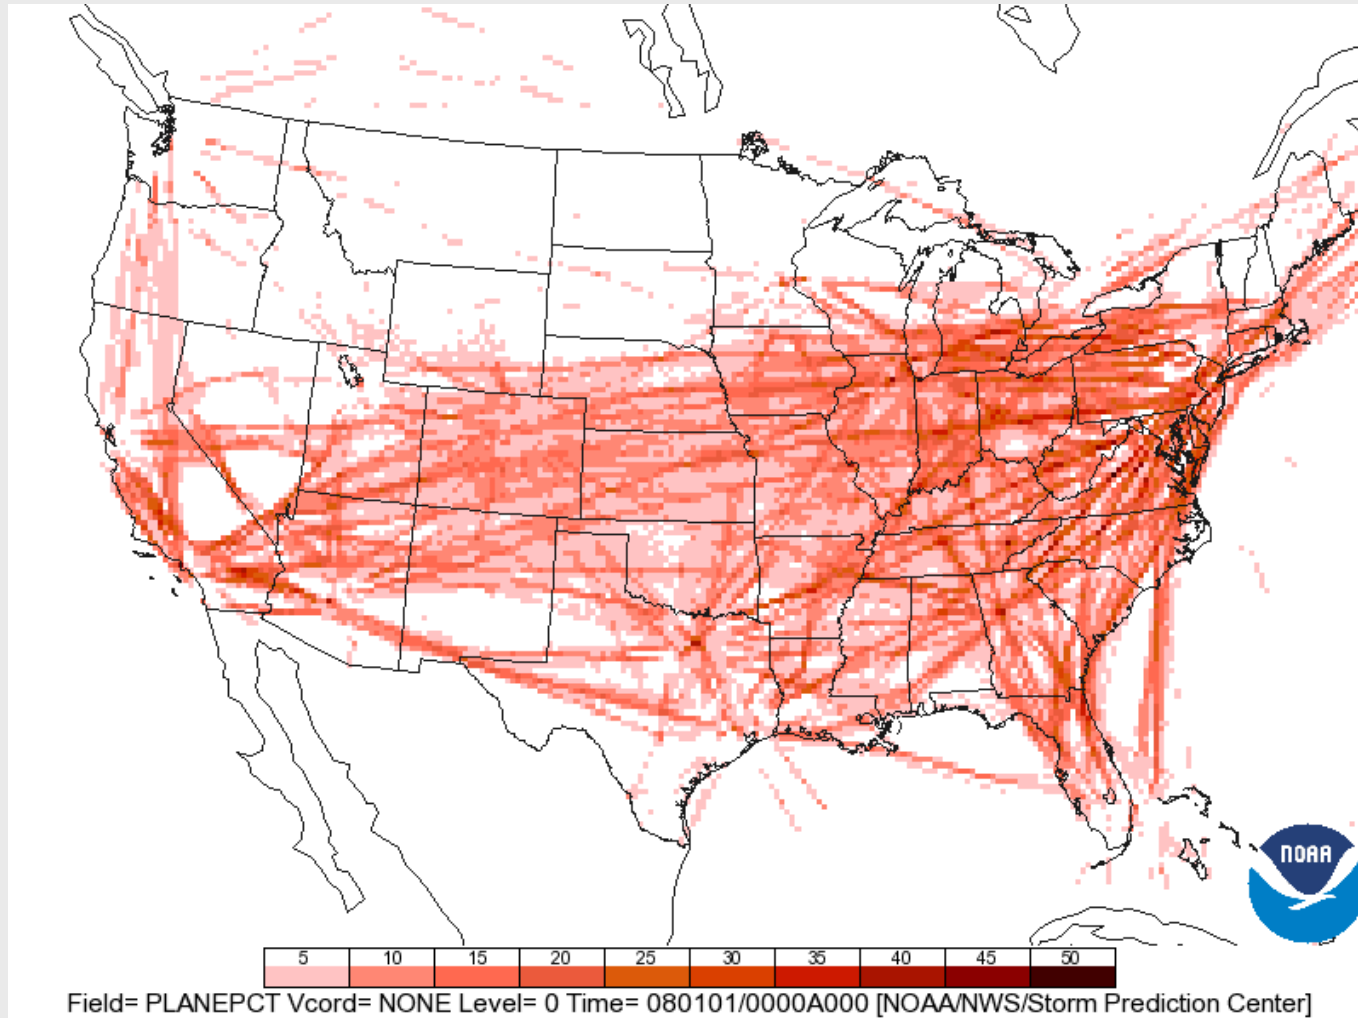 NOAA
5 10 15 20 25 30 35 40 45 50
Field= PLANEPCT Vcord= NONE Level= 0 Time= 080101/0000A000 [NOAA/NWS/Storm Prediction Center]